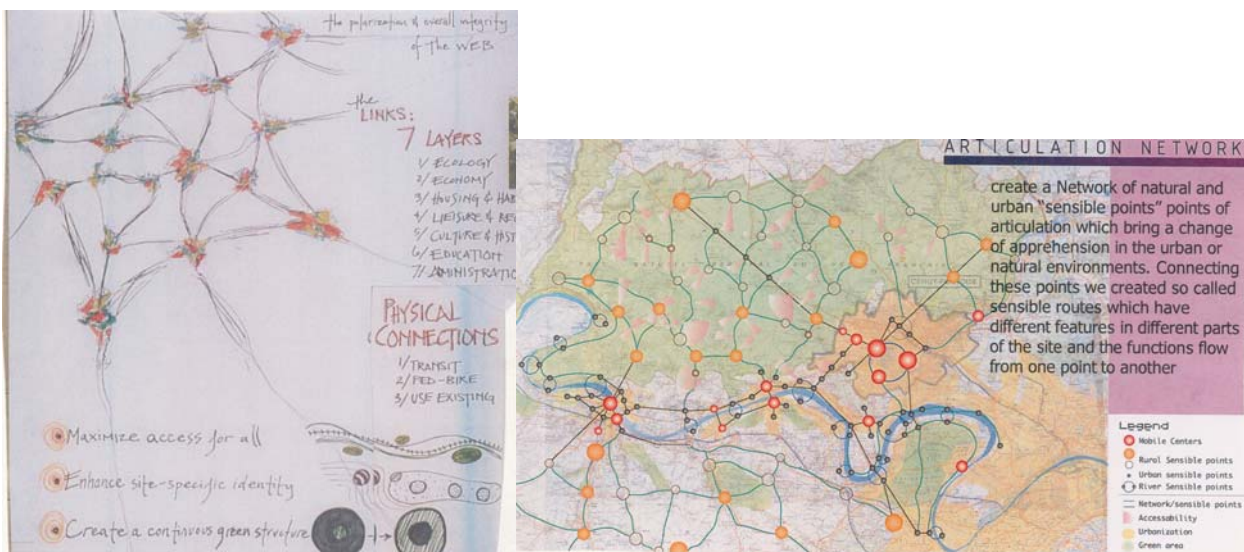 the polarization & overall integrity
of the WEB
the
LINKS:
7 LAYERS
1/ ECOLOGY
2/ ECONOMY
3/ HOUSING & HAB
4/ LIESURE & RE
5/ CULTURE & HIST
6/ EDUCATION
7/ ADMINISTRATIO
PHYSICAL
CONNECTIONS
1/ TRANSIT
2/ PED-BIKE
3/ USE EXISTING
Maximize access for all
Enhance site-specific identity
Create a continuous green structure
ARTICULATION NETWORK
create a Network of natural and
urban “sensible points” points of
articulation which bring a change
of apprehension in the urban or
natural environments. Connecting
these points we created so called
sensible routes which have
different features in different parts
of the site and the functions flow
from one point to another
Legend
Mobile Centers
Rural Sensible points
Urban sensible points
River Sensible points
Network/sensible points
Accessability
Urbanization
Green area